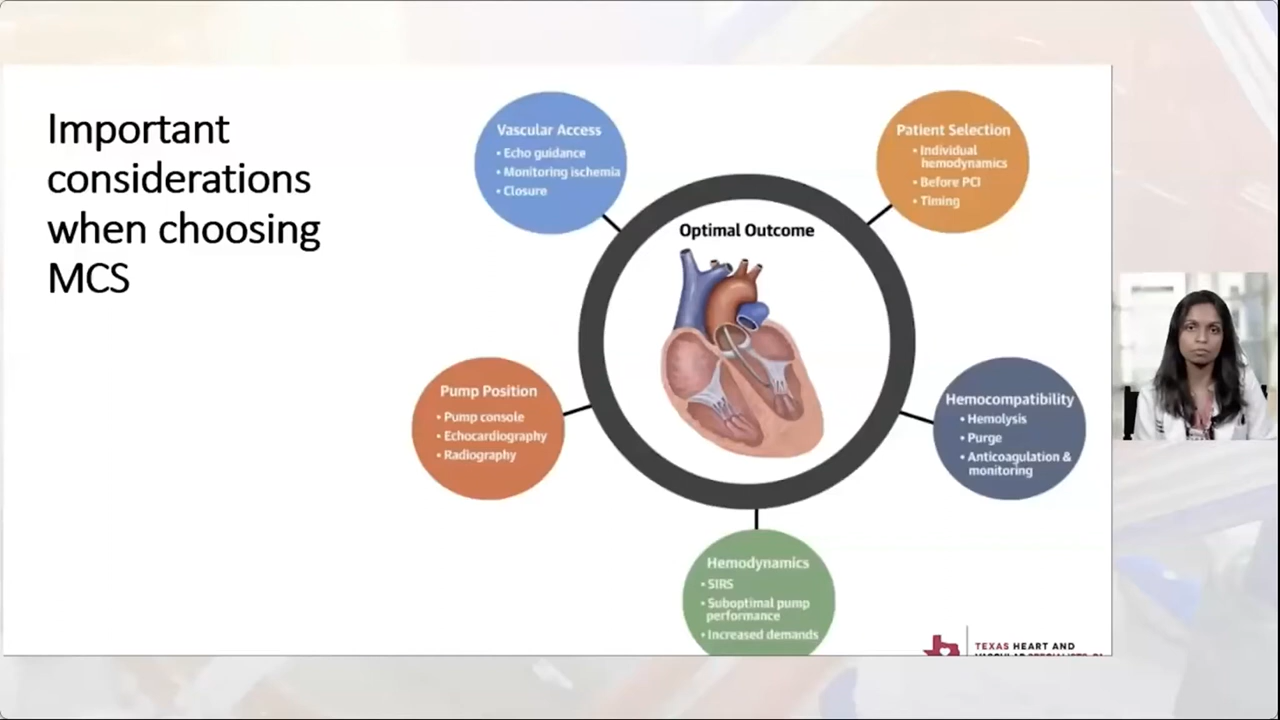 Important
considerations
when choosing
MCS
Vascular Access
• Echo guidance
• Monitoring ischemia
• Closure
Patient Selection
• Individual
hemodynamics
• Before PCI
• Timing
Optimal Outcome
Pump Position
• Pump console
• Echocardiography
• Radiography
Hemocompatibility
• Hemolysis
• Purge
• Anticoagulation &
monitoring
Hemodynamics
• SIRS
• Suboptimal pump
performance
• Increased demands
TEXAS HEART AND